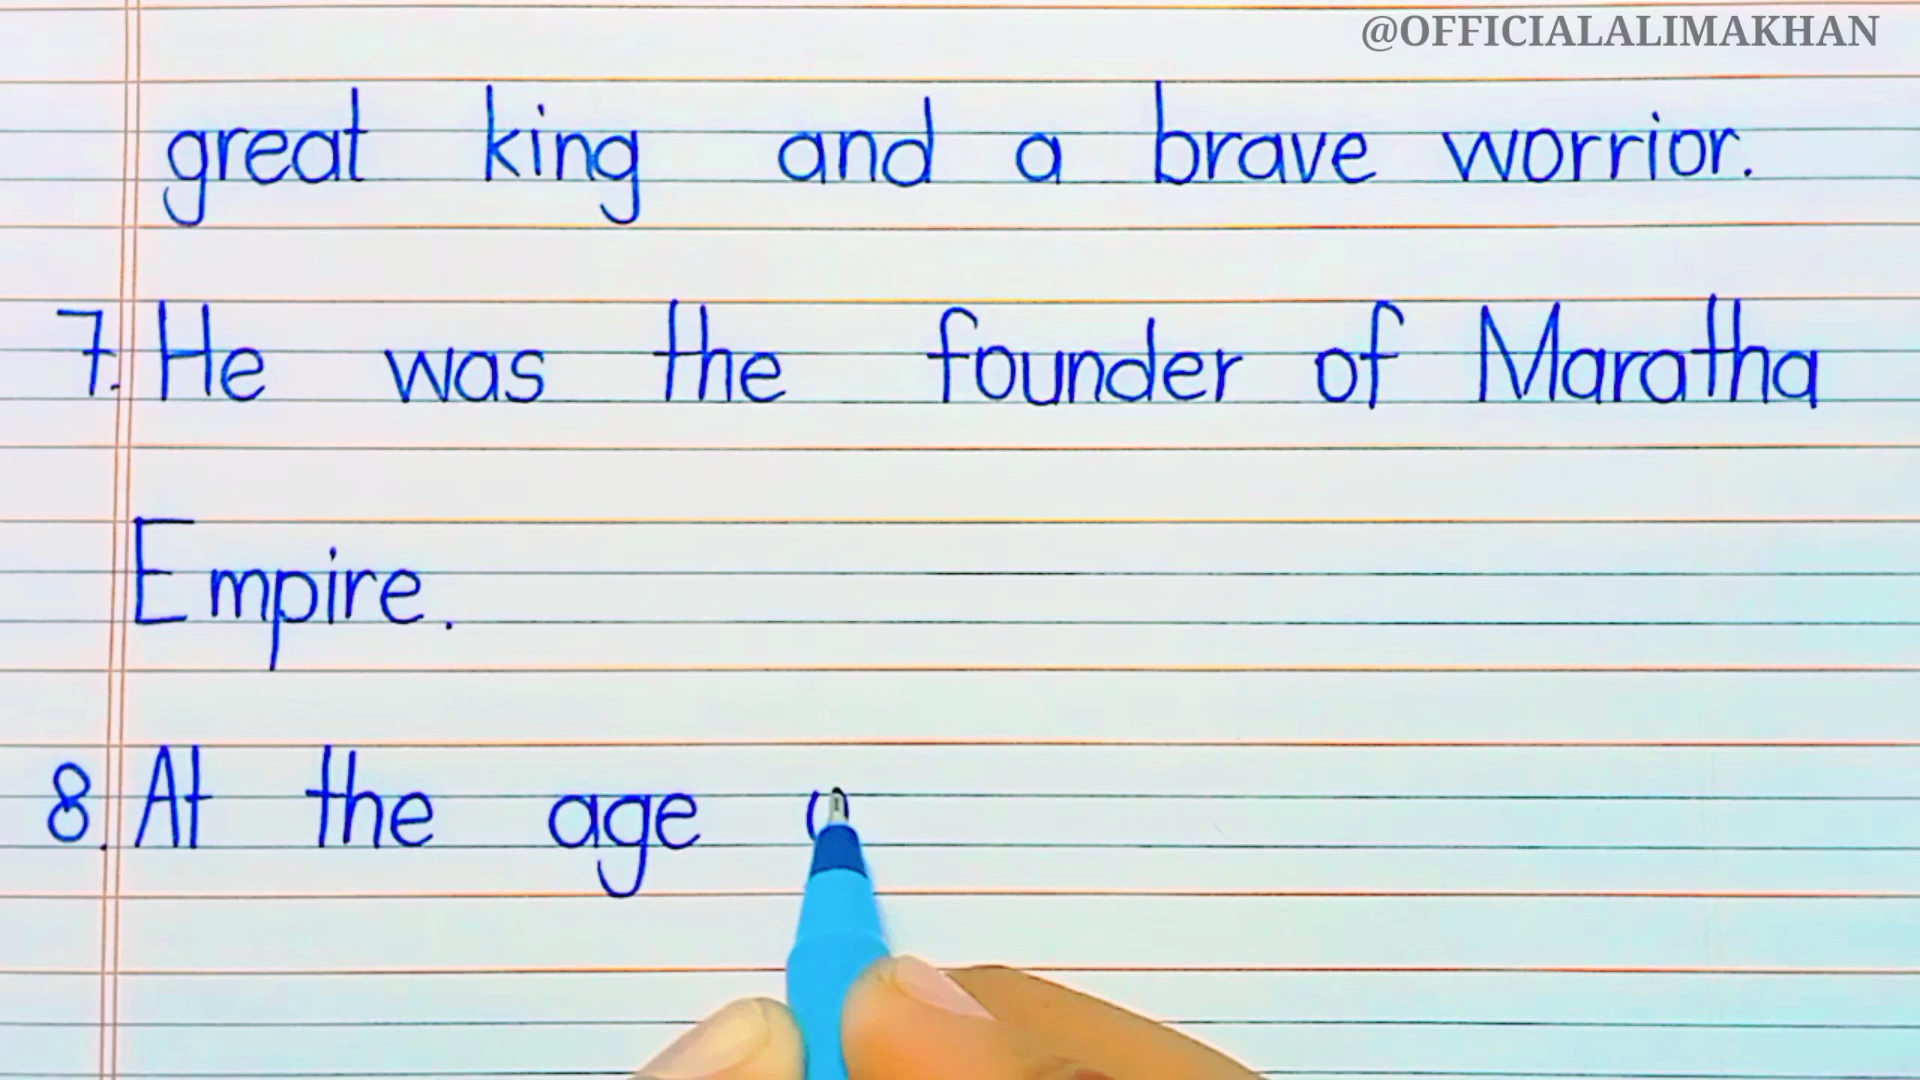 @OFFICIALALIMAKHAN
great king and a brave worrior.
7. He was the founder of Maratha
Empire.
8. At the age